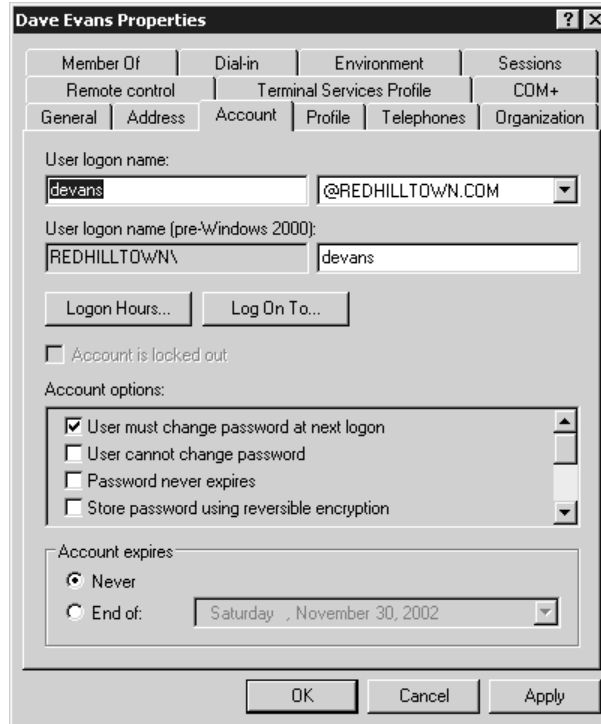 Dave Evans Properties
Member Of Dial-in Environment Sessions
Remote control Terminal Services Profile COM+
General Address Account Profile Telephones Organization
User logon name:
devans @REDHILLTOWN.COM
User logon name (pre-Windows 2000):
REDHILLTOWN\ devans
Logon Hours... Log On To...
Account is locked out
Account options:
User must change password at next logon
User cannot change password
Password never expires
Store password using reversible encryption
Account expires
Never
End of: Saturday , November 30, 2002
OK Cancel Apply